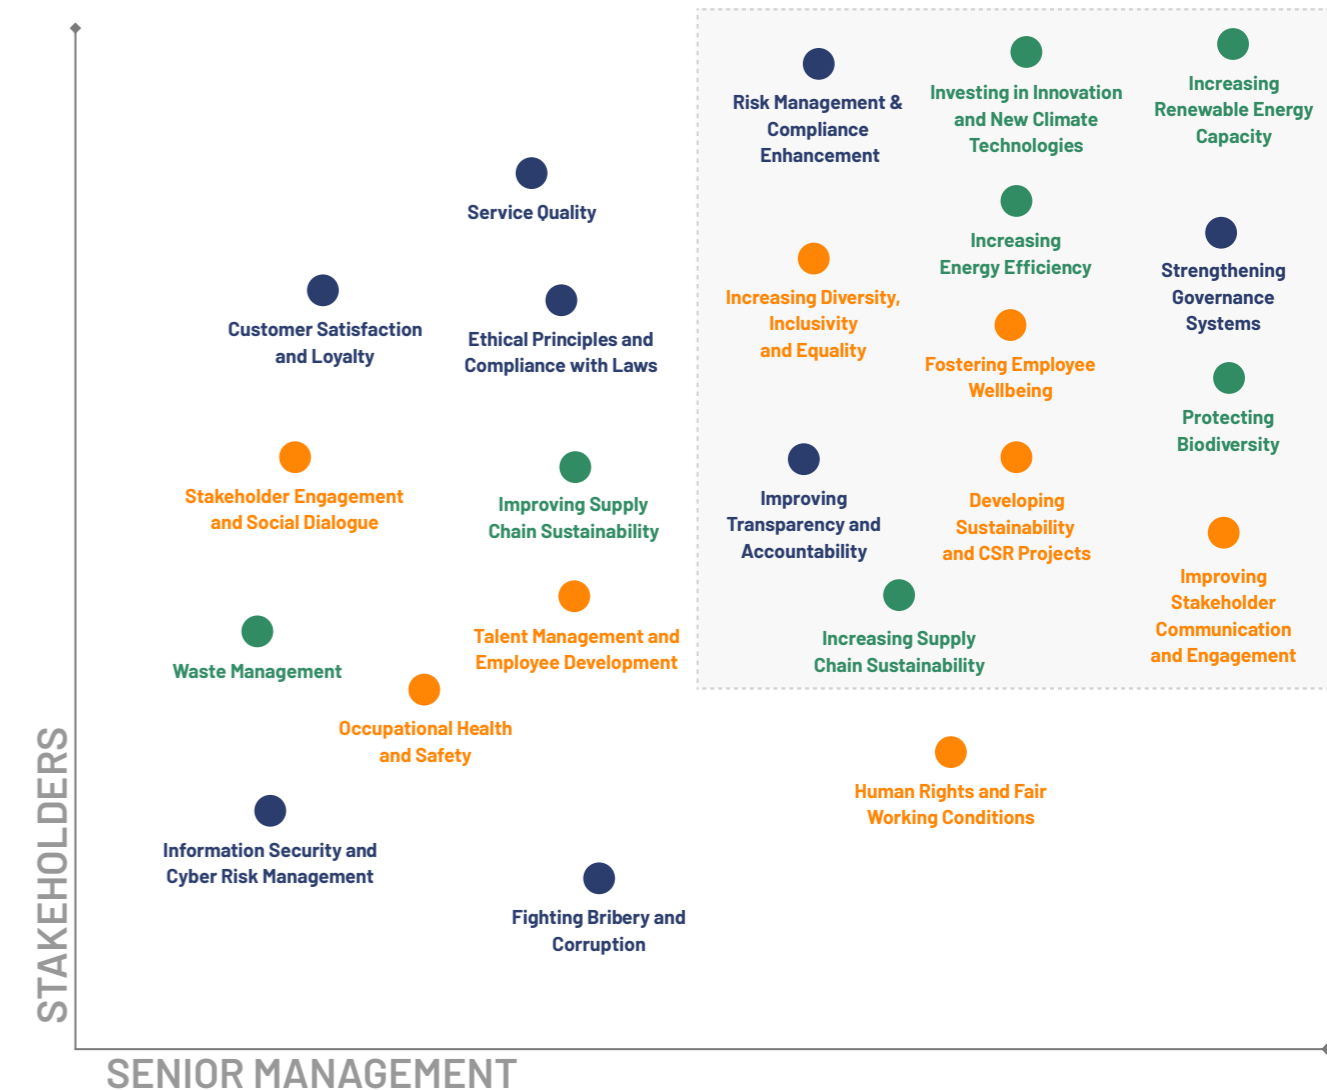 Risk Management &
Compliance
Enhancement
Investing in Innovation
and New Climate
Technologies
Increasing
Renewable Energy
Capacity
Service Quality
Increasing
Energy Efficiency
Strengthening
Governance
Systems
Customer Satisfaction
and Loyalty
Ethical Principles and
Compliance with Laws
Increasing Diversity,
Inclusivity
and Equality
Fostering Employee
Wellbeing
Protecting
Biodiversity
Stakeholder Engagement
and Social Dialogue
Improving Supply
Chain Sustainability
Improving
Transparency and
Accountability
Developing
Sustainability
and CSR Projects
Improving
Stakeholder
Communication
and Engagement
Waste Management
Talent Management and
Employee Development
Increasing Supply
Chain Sustainability
Occupational Health
and Safety
Human Rights and Fair
Working Conditions
Information Security and
Cyber Risk Management
Fighting Bribery and
Corruption
STAKEHOLDERS
SENIOR MANAGEMENT